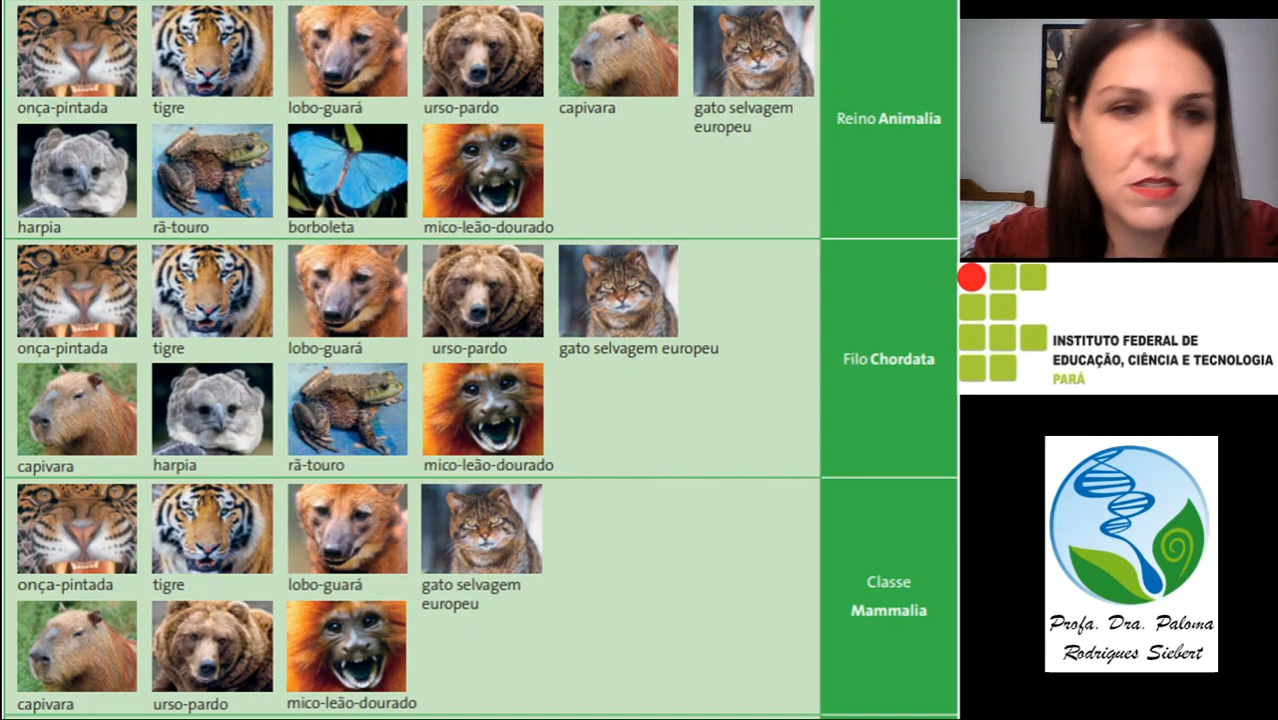 onça-pintada
tigre
lobo-guará
urso-pardo
capivara
gato selvagem
europeu
harpia
rã-touro
borboleta
mico-leão-dourado
Reino Animalia
onça-pintada
tigre
lobo-guará
urso-pardo
gato selvagem europeu
capivara
harpia
rã-touro
mico-leão-dourado
Filo Chordata
onça-pintada
tigre
lobo-guará
gato selvagem
europeu
capivara
urso-pardo
mico-leão-dourado
Classe
Mammalia
INSTITUTO FEDERAL DE
EDUCAÇÃO, CIÊNCIA E TECNOLOGIA
PARÁ
Profa. Dra. Paloma
Rodrigues Siebert